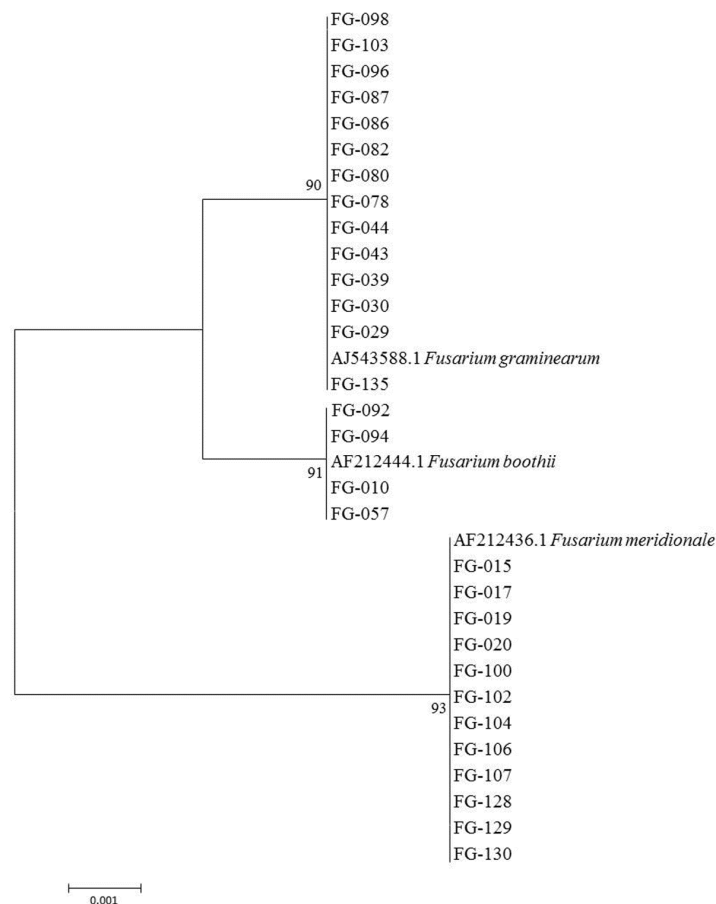 FG-098
FG-103
FG-096
FG-087
FG-086
FG-082
FG-080
90
FG-078
FG-044
FG-043
FG-039
FG-030
FG-029
AJ543588.1 Fusarium graminearum
FG-135
FG-092
FG-094
AF212444.1 Fusarium boothii
91
FG-010
FG-057
AF212436.1 Fusarium meridionale
FG-015
FG-017
FG-019
FG-020
FG-100
FG-102
93
FG-104
FG-106
FG-107
FG-128
FG-129
FG-130
0.001